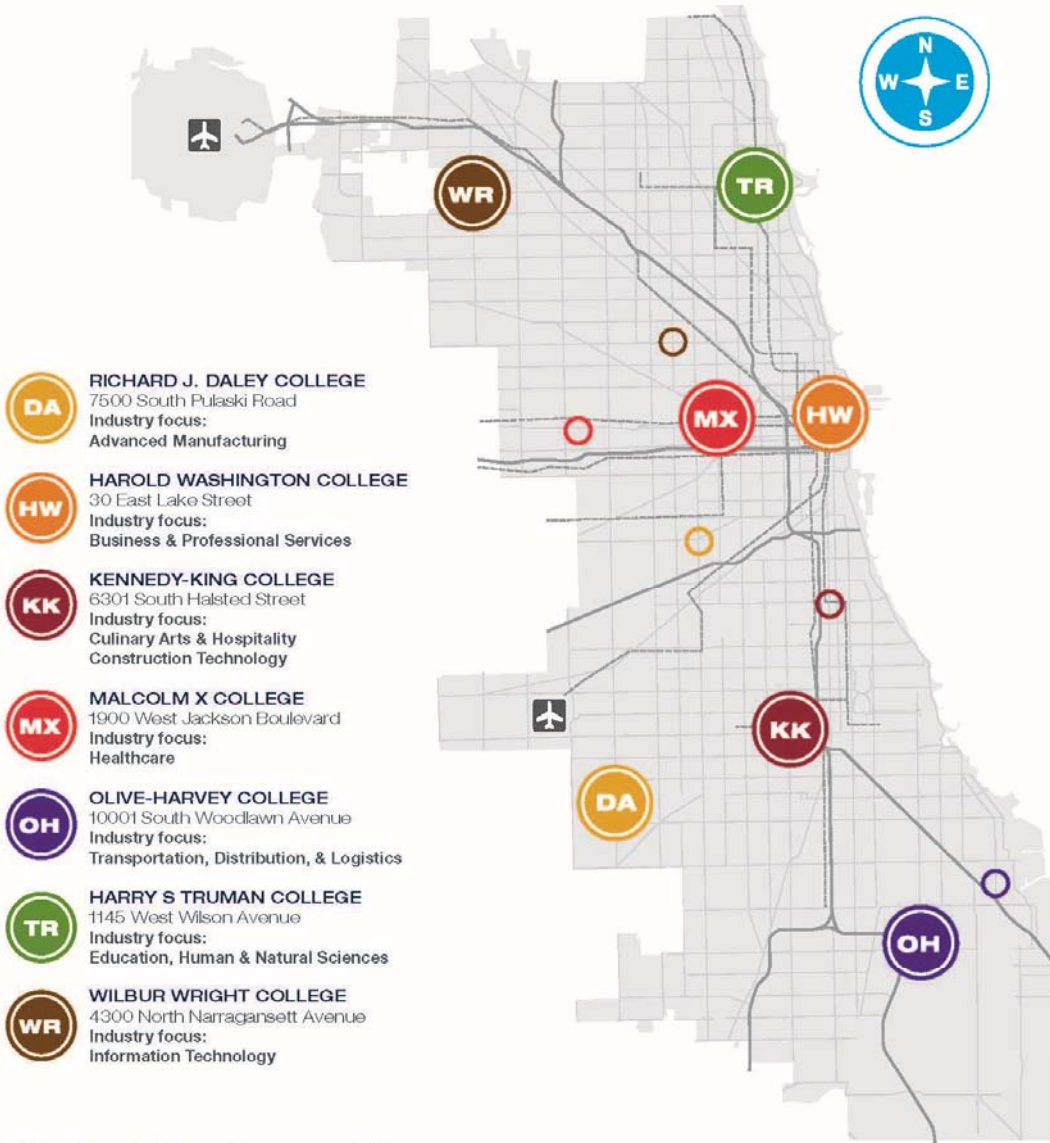 N
W E
S
WR
TR
MX
HW
KK
DA
OH
DA
RICHARD J. DALEY COLLEGE
7500 South Pulaski Road
Industry focus:
Advanced Manufacturing
HW
HAROLD WASHINGTON COLLEGE
30 East Lake Street
Industry focus:
Business & Professional Services
KK
KENNEDY-KING COLLEGE
6301 South Halsted Street
Industry focus:
Culinary Arts & Hospitality
Construction Technology
MX
MALCOLM X COLLEGE
1900 West Jackson Boulevard
Industry focus:
Healthcare
OH
OLIVE-HARVEY COLLEGE
10001 South Woodlawn Avenue
Industry focus:
Transportation, Distribution, & Logistics
TR
HARRY S TRUMAN COLLEGE
1145 West Wilson Avenue
Industry focus:
Education, Human & Natural Sciences
WR
WILBUR WRIGHT COLLEGE
4300 North Narragansett Avenue
Industry focus:
Information Technology